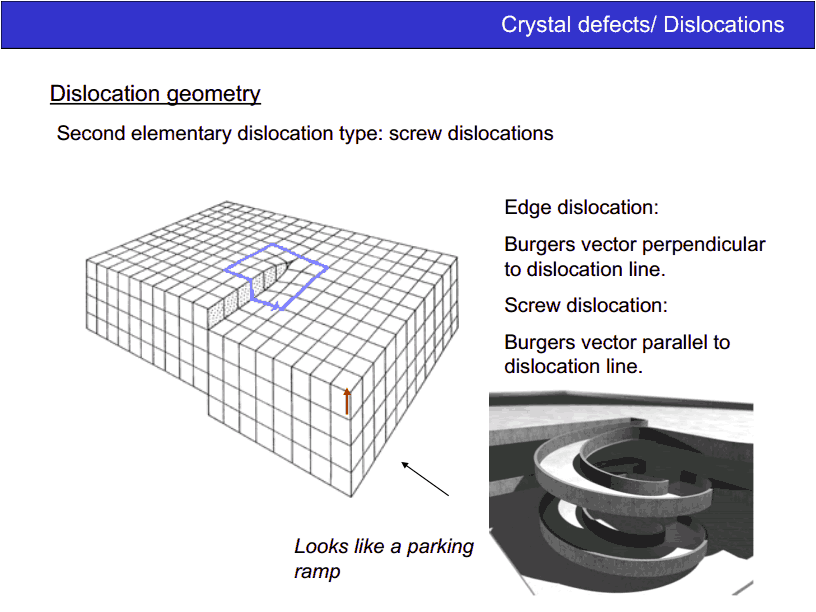 Crystal defects/ Dislocations
Dislocation geometry
Second elementary dislocation type: screw dislocations
Edge dislocation:
Burgers vector perpendicular
to dislocation line.
Screw dislocation:
Burgers vector parallel to
dislocation line.
Looks like a parking
ramp